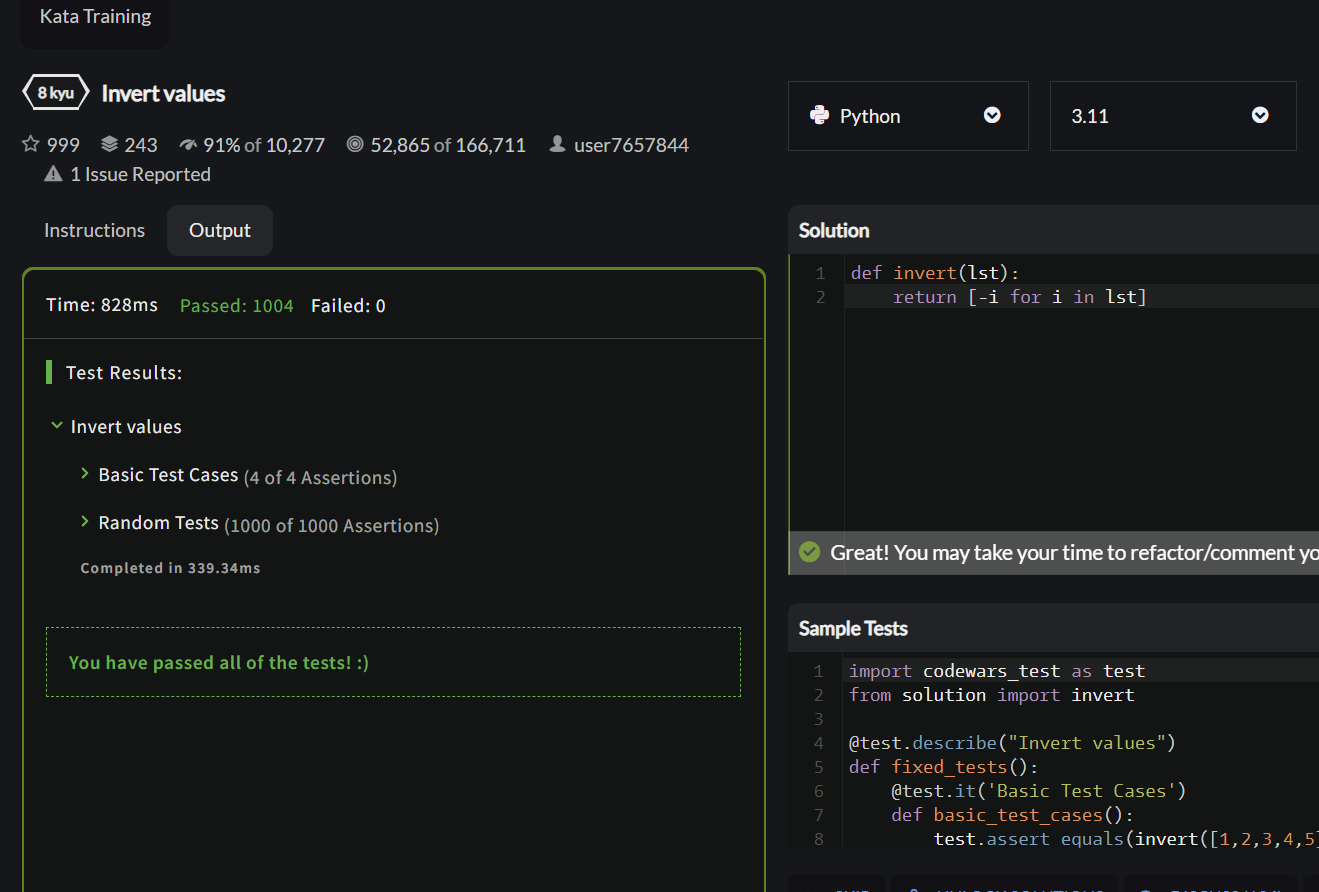 Kata Training
8 kyu Invert values
999 243 91% of 10,277 52,865 of 166,711 user7657844
1 Issue Reported
Python
3.11
Instructions Output
Time: 828ms Passed: 1004 Failed: 0
Test Results:
Invert values
Basic Test Cases (4 of 4 Assertions)
Random Tests (1000 of 1000 Assertions)
Completed in 339.34ms
You have passed all of the tests! :)
Solution
1 def invert(lst):
2 return [-i for i in lst]
Great! You may take your time to refactor/comment yo
Sample Tests
1 import codewars_test as test
2 from solution import invert
3
4 @test.describe("Invert values")
5 def fixed_tests():
6 @test.it('Basic Test Cases')
7 def basic_test_cases():
8 test.assert_equals(invert([1,2,3,4,5]